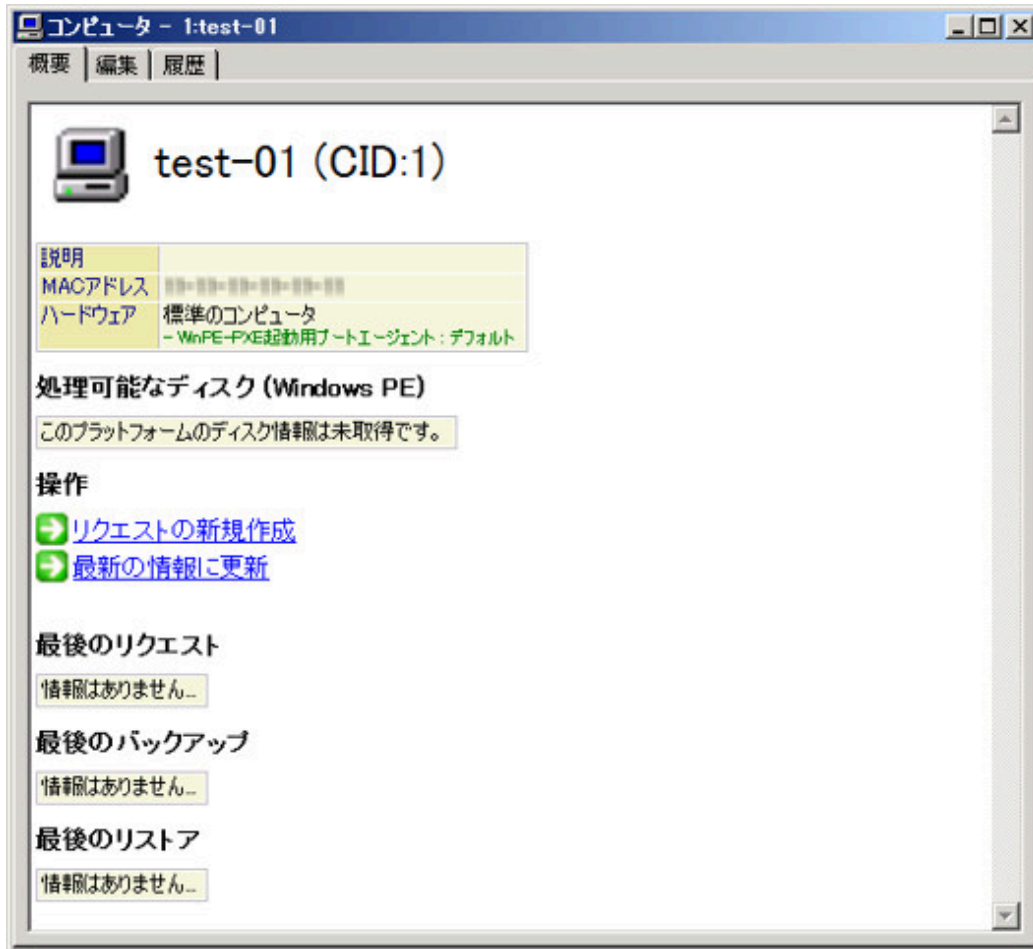 コンピュータ - 1:test-01
概要 編集 履歴
test-01 (CID:1)
説明
MACアドレス
ハードウェア 標準のコンピュータ
- WinPE-PXE起動用ブートエージェント : デフォルト
処理可能なディスク (Windows PE)
このプラットフォームのディスク情報は未取得です。
操作
リクエストの新規作成
最新の情報に更新
最後のリクエスト
情報はありません...
最後のバックアップ
情報はありません...
最後のリストア
情報はありません...